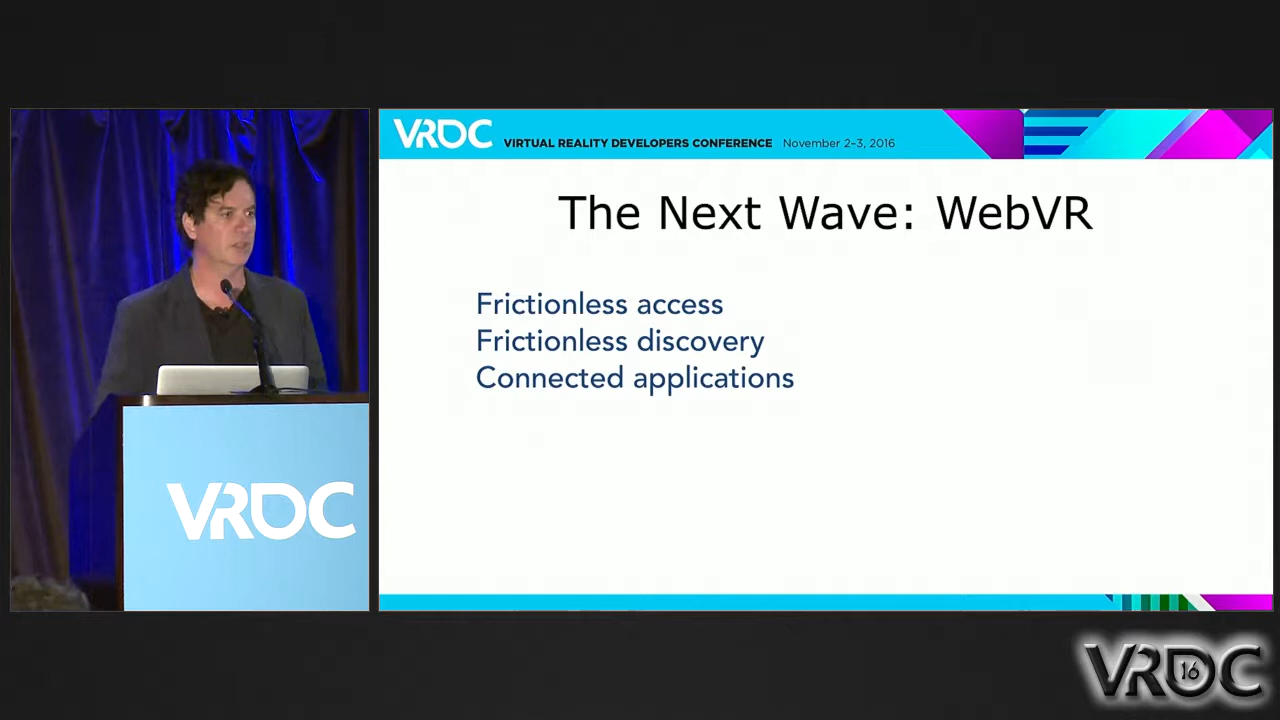 VRDC VIRTUAL REALITY DEVELOPERS CONFERENCE November 2-3, 2016
The Next Wave: WebVR
Frictionless access
Frictionless discovery
Connected applications
VRDC
VRDC 16